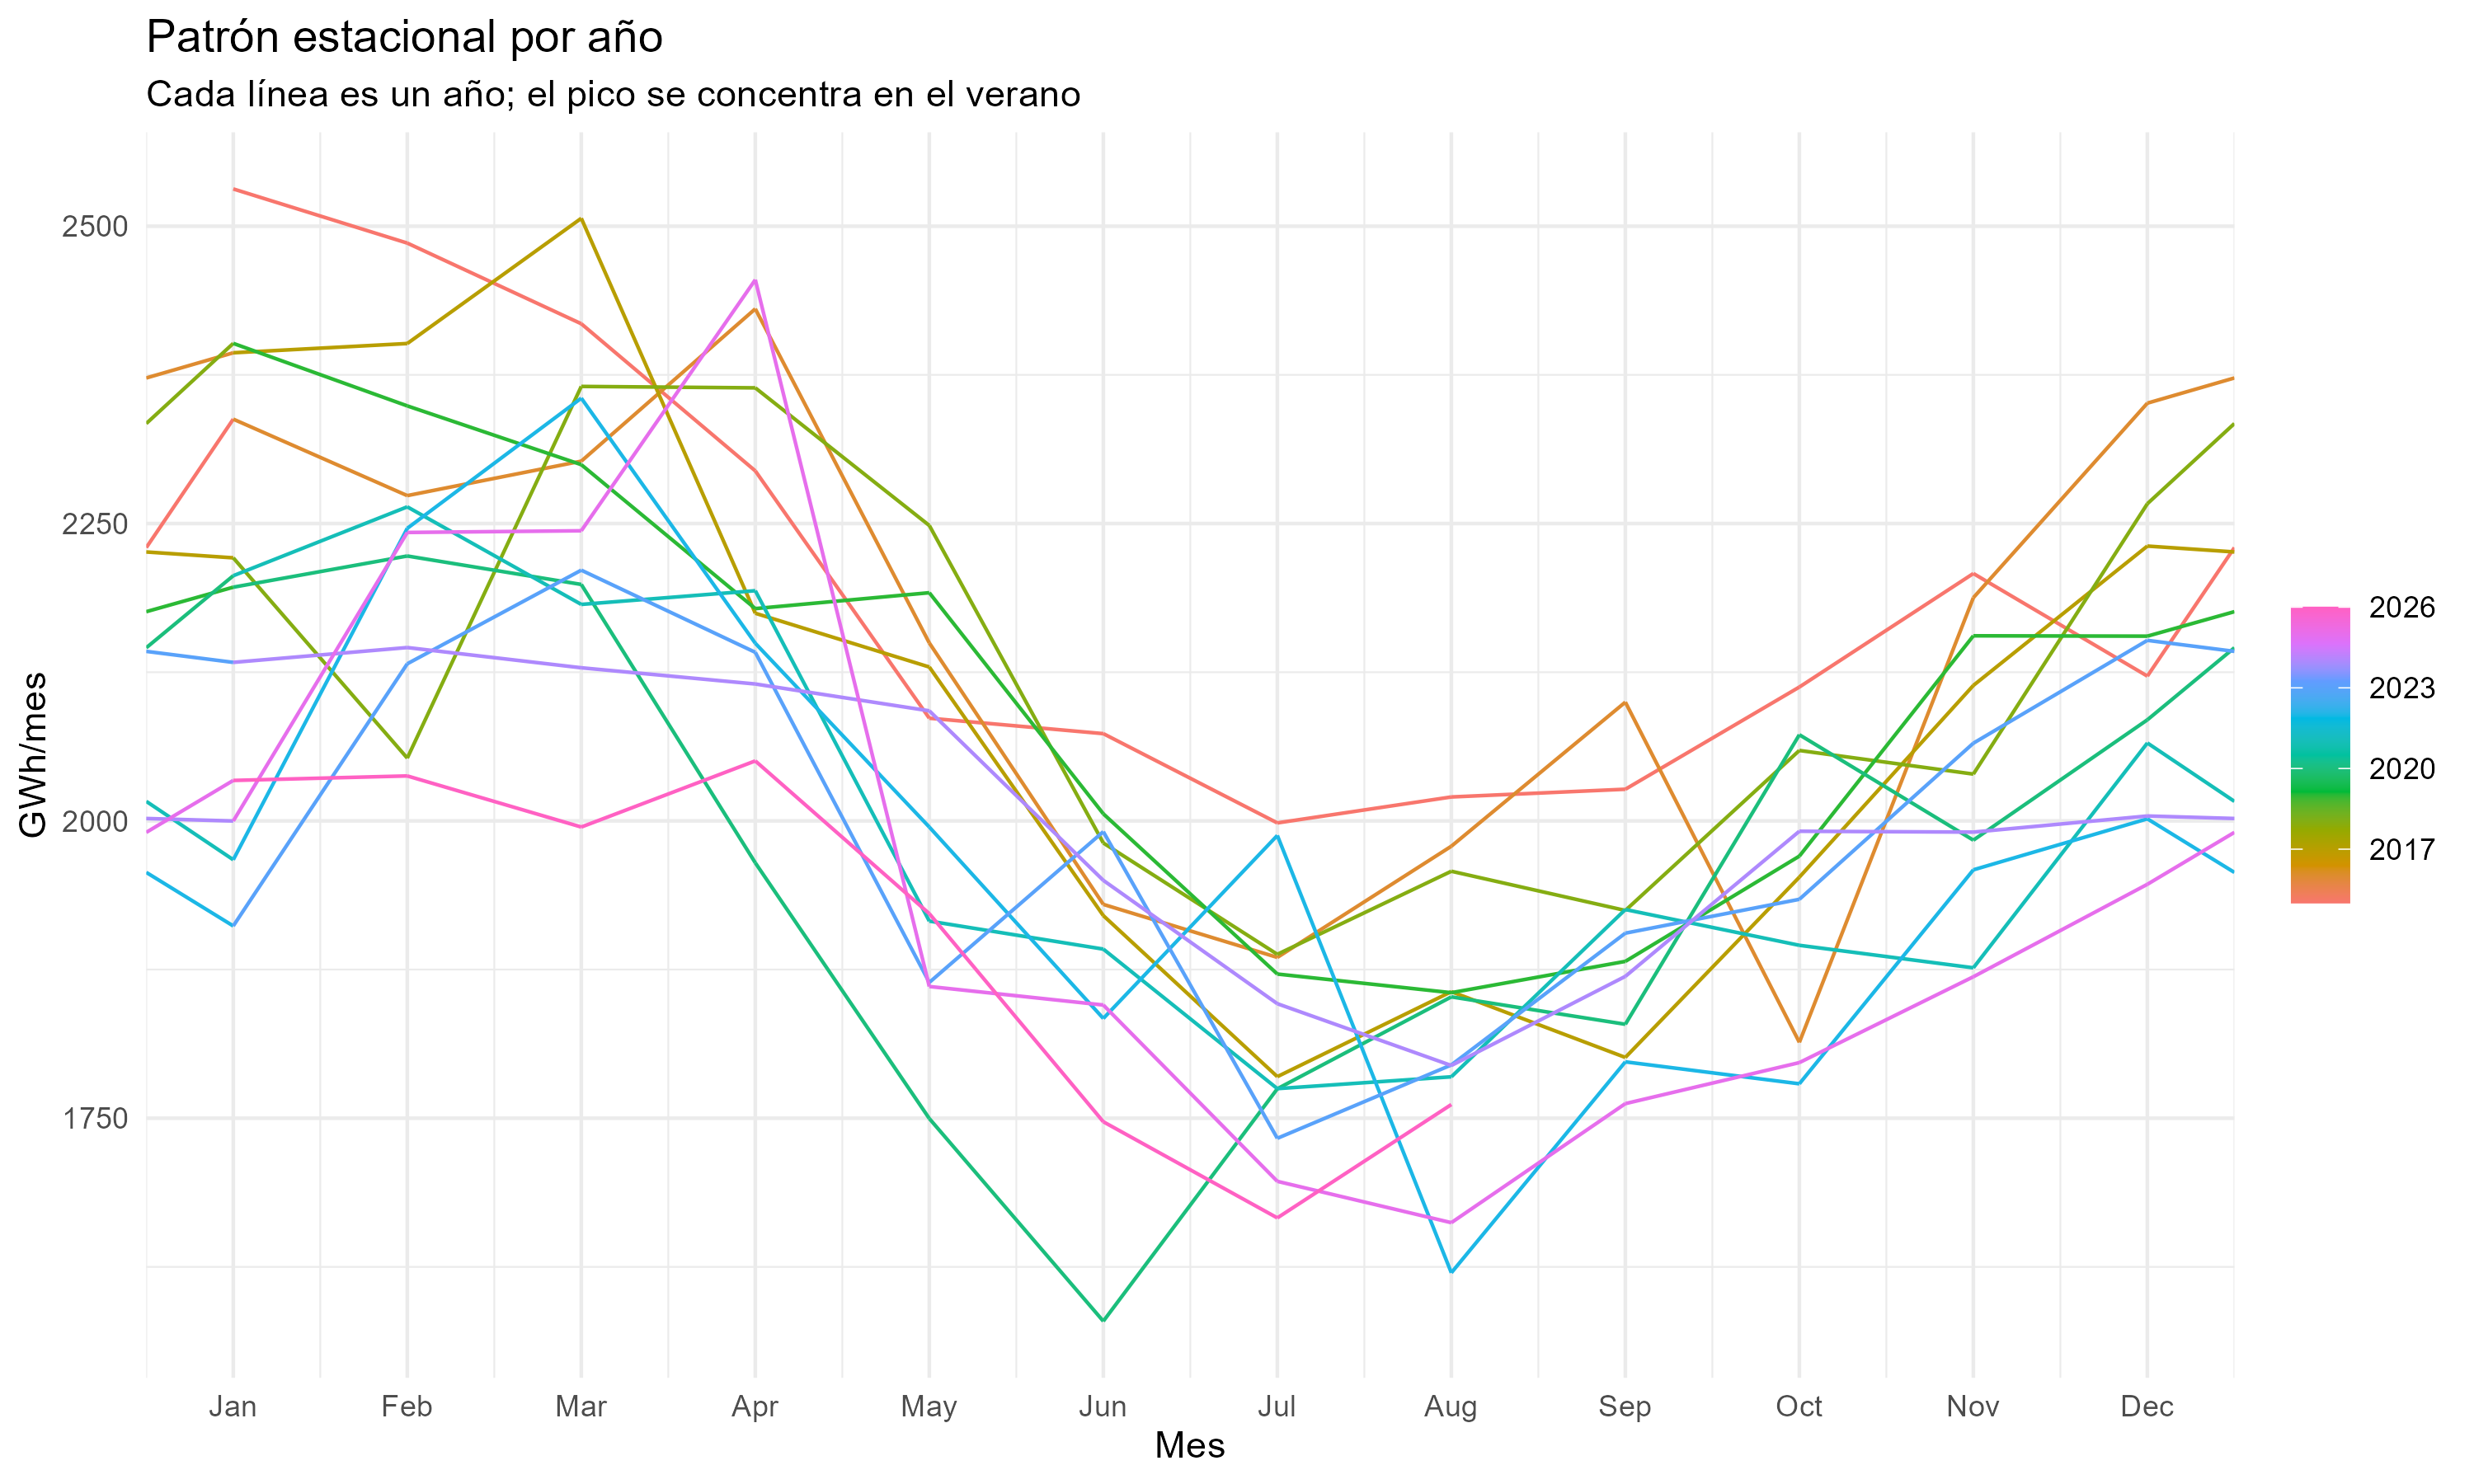 Patrón estacional por año
Cada línea es un año; el pico se concentra en el verano
GWh/mes
2500
2250
2000
1750
Jan Feb Mar Apr May Jun Jul Aug Sep Oct Nov Dec
Mes
2026
2023
2020
2017